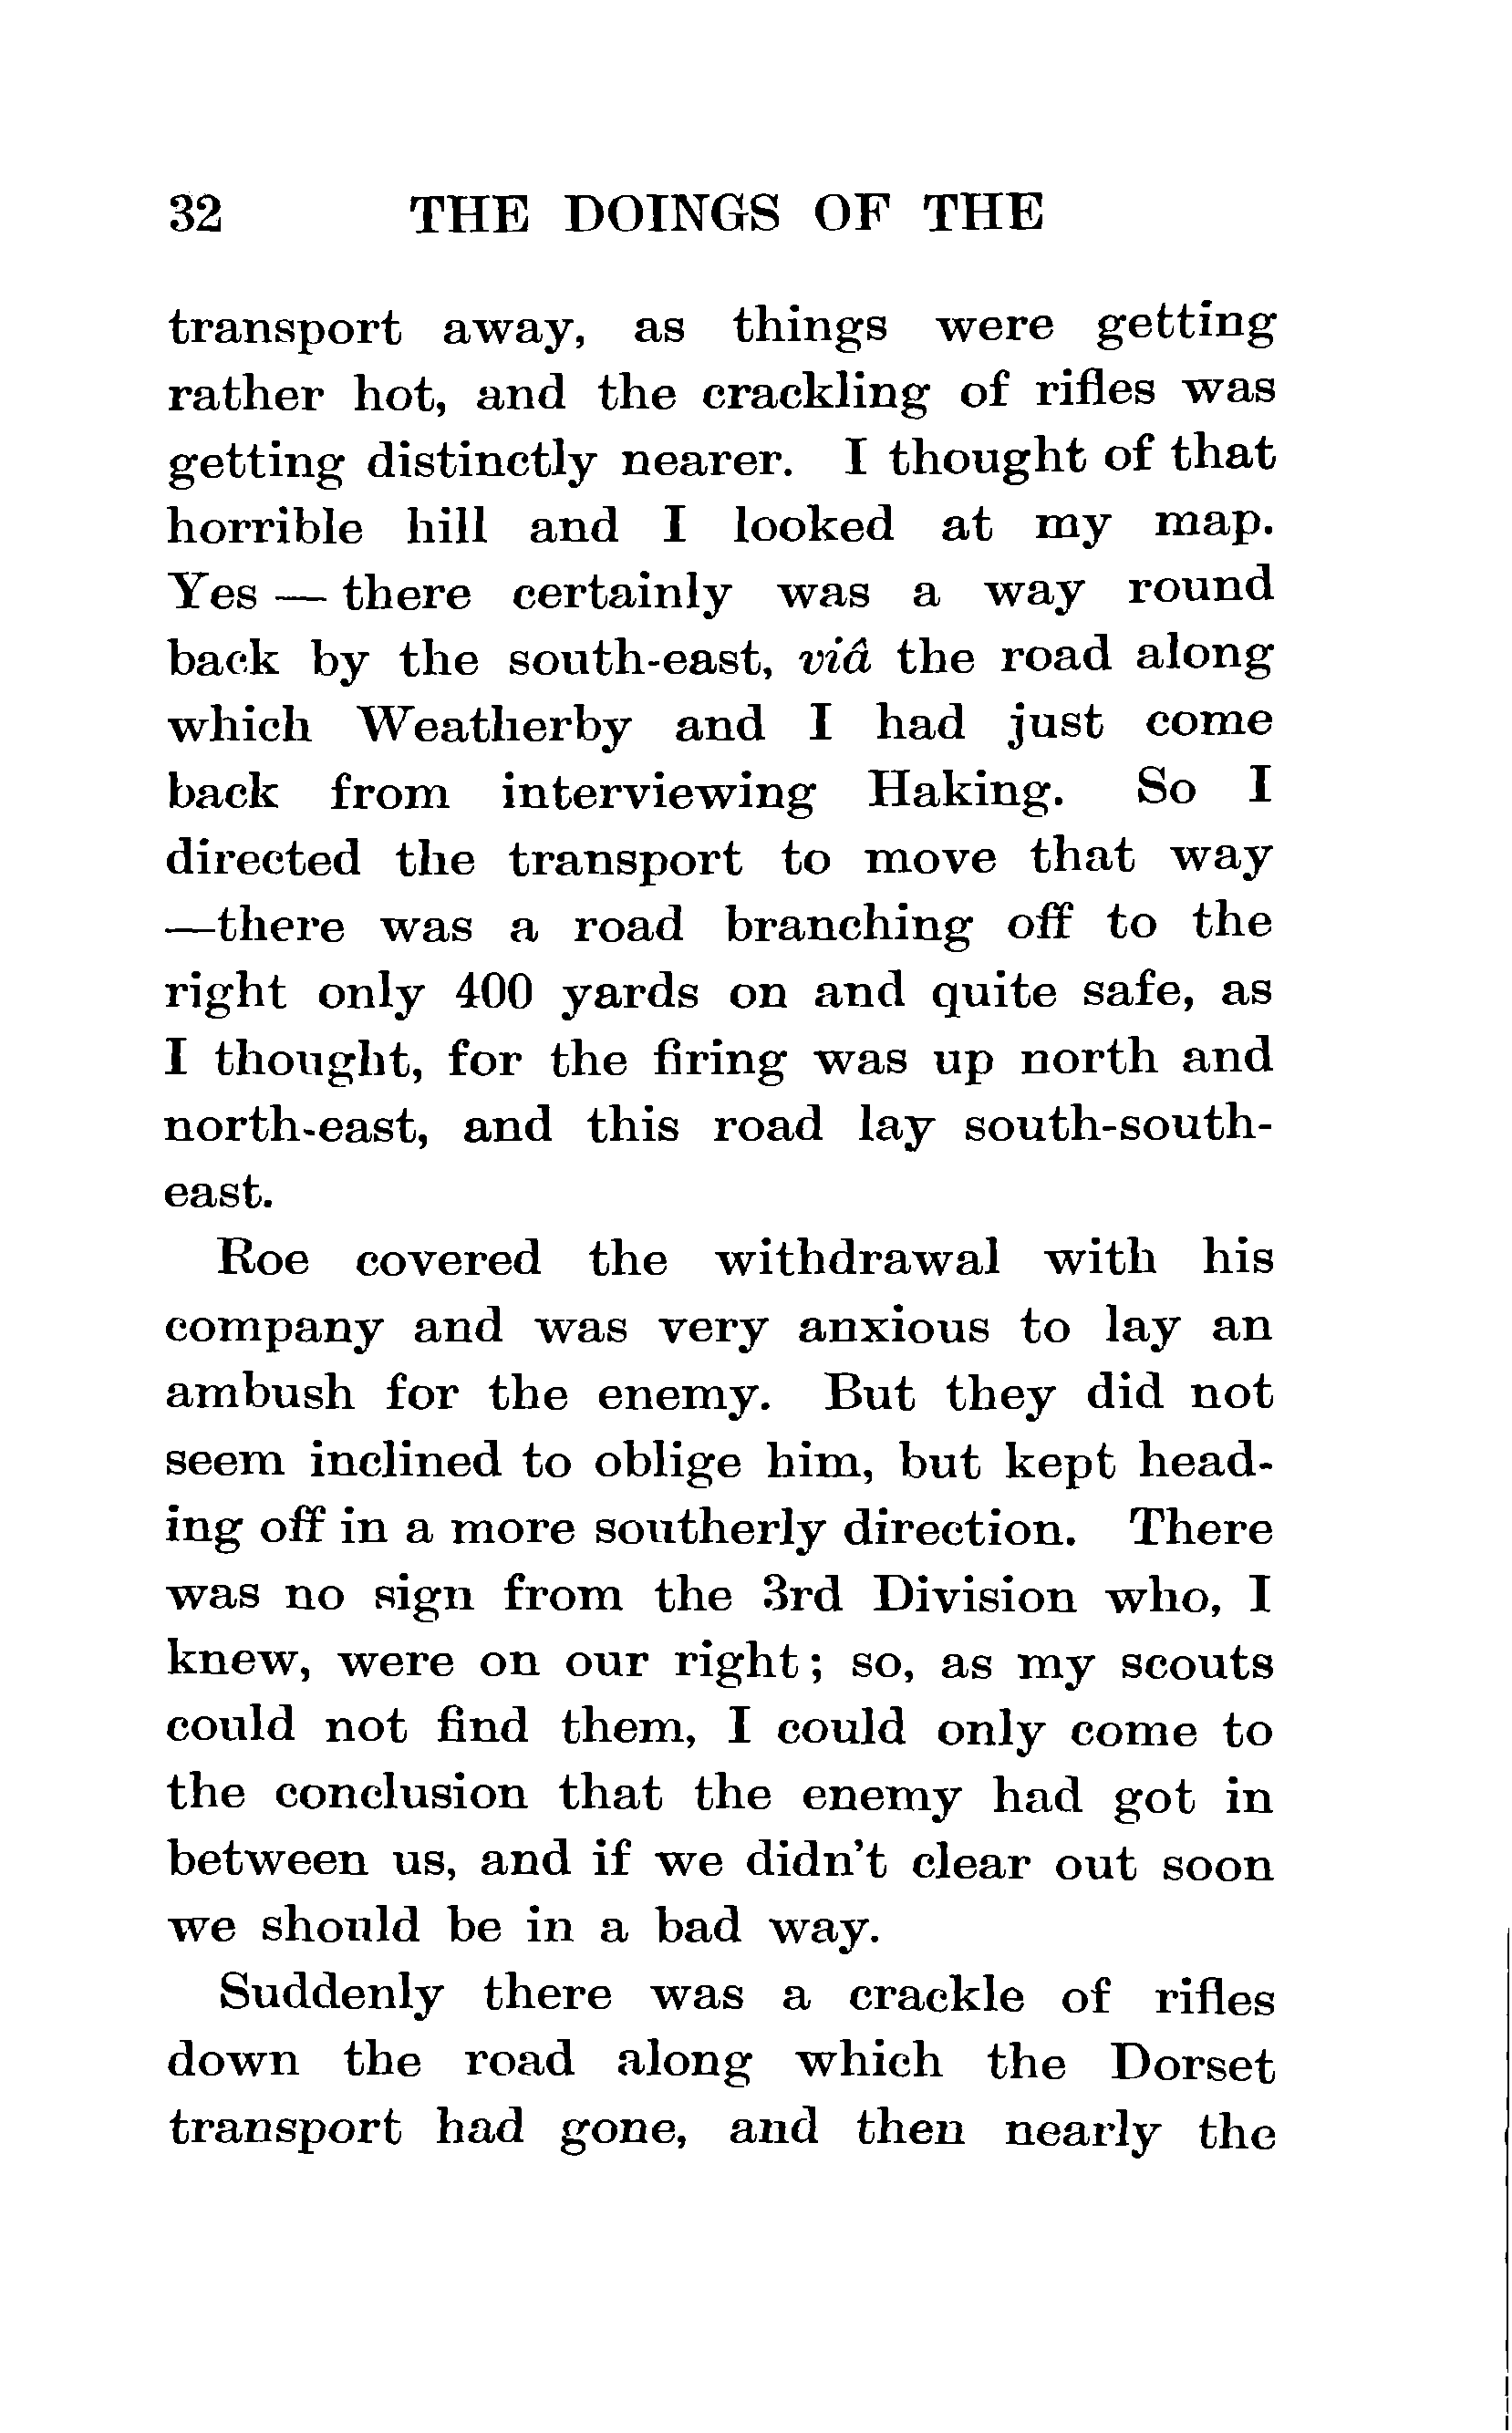 32 THE DOINGS OF THE
transport away, as things were getting
rather hot, and the crackling of rifles was
getting distinctly nearer. I thought of that
horrible hill and I looked at my map.
Yes — there certainly was a way round
back by the south-east, viâ the road along
which Weatherby and I had just come
back from interviewing Haking. So I
directed the transport to move that way
—there was a road branching off to the
right only 400 yards on and quite safe, as
I thought, for the firing was up north and
north-east, and this road lay south-south-
east.
Roe covered the withdrawal with his
company and was very anxious to lay an
ambush for the enemy. But they did not
seem inclined to oblige him, but kept head-
ing off in a more southerly direction. There
was no sign from the 3rd Division who, I
knew, were on our right; so, as my scouts
could not find them, I could only come to
the conclusion that the enemy had got in
between us, and if we didn't clear out soon
we should be in a bad way.
Suddenly there was a crackle of rifles
down the road along which the Dorset
transport had gone, and then nearly the